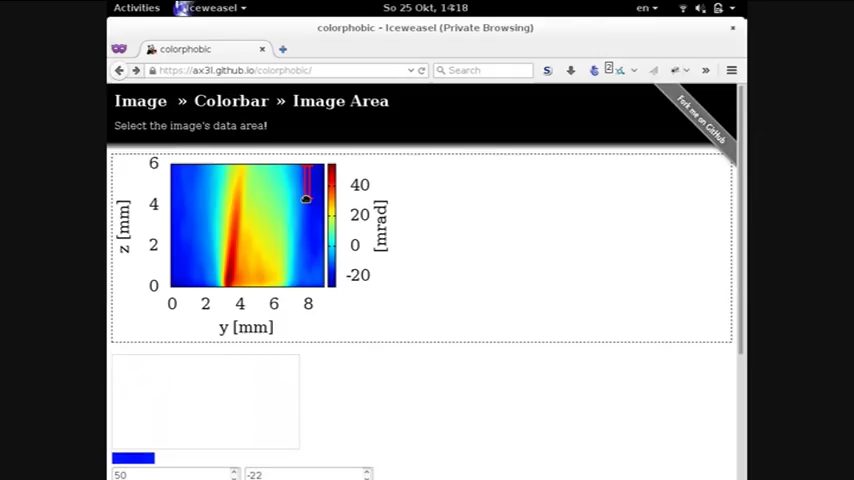 Activities Iceweasel So 25 Okt, 14:18 en
colorphobic - Iceweasel (Private Browsing)
colorphobic
https://ax3l.github.io/colorphobic/ Search
Image » Colorbar » Image Area
Select the image's data area!
Fork me on GitHub
6
4
2
0
z [mm]
0 2 4 6 8
y [mm]
40
20
0
-20
[mrad]
50 -22